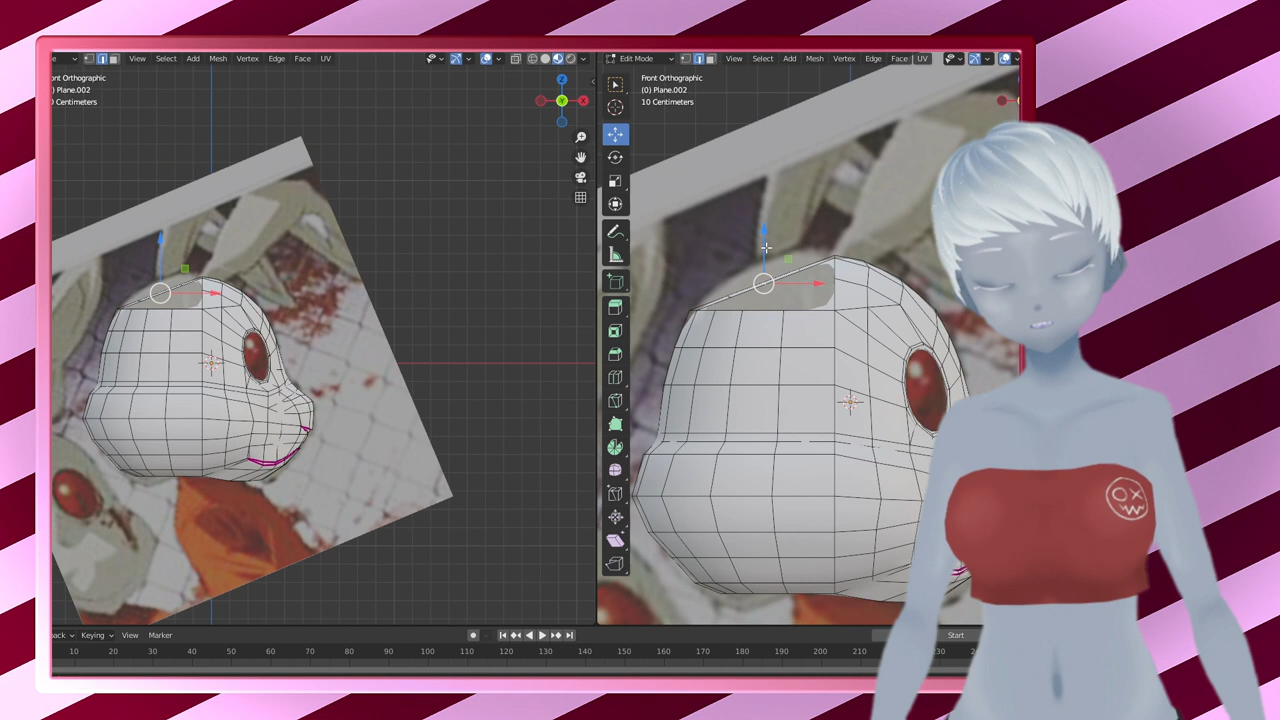 View Select Add Mesh Vertex Edge Face UV
Edit Mode View Select Add Mesh Vertex Edge Face UV
ont Orthographic
) Plane.002
0 Centimeters
Z
Y
X
Front Orthographic
(0) Plane.002
10 Centimeters
back Keying View Marker
Start
10 20 30 40 50 60 70 80 90 100 110 120 130 140 150 160 170 180 190 200 210 230